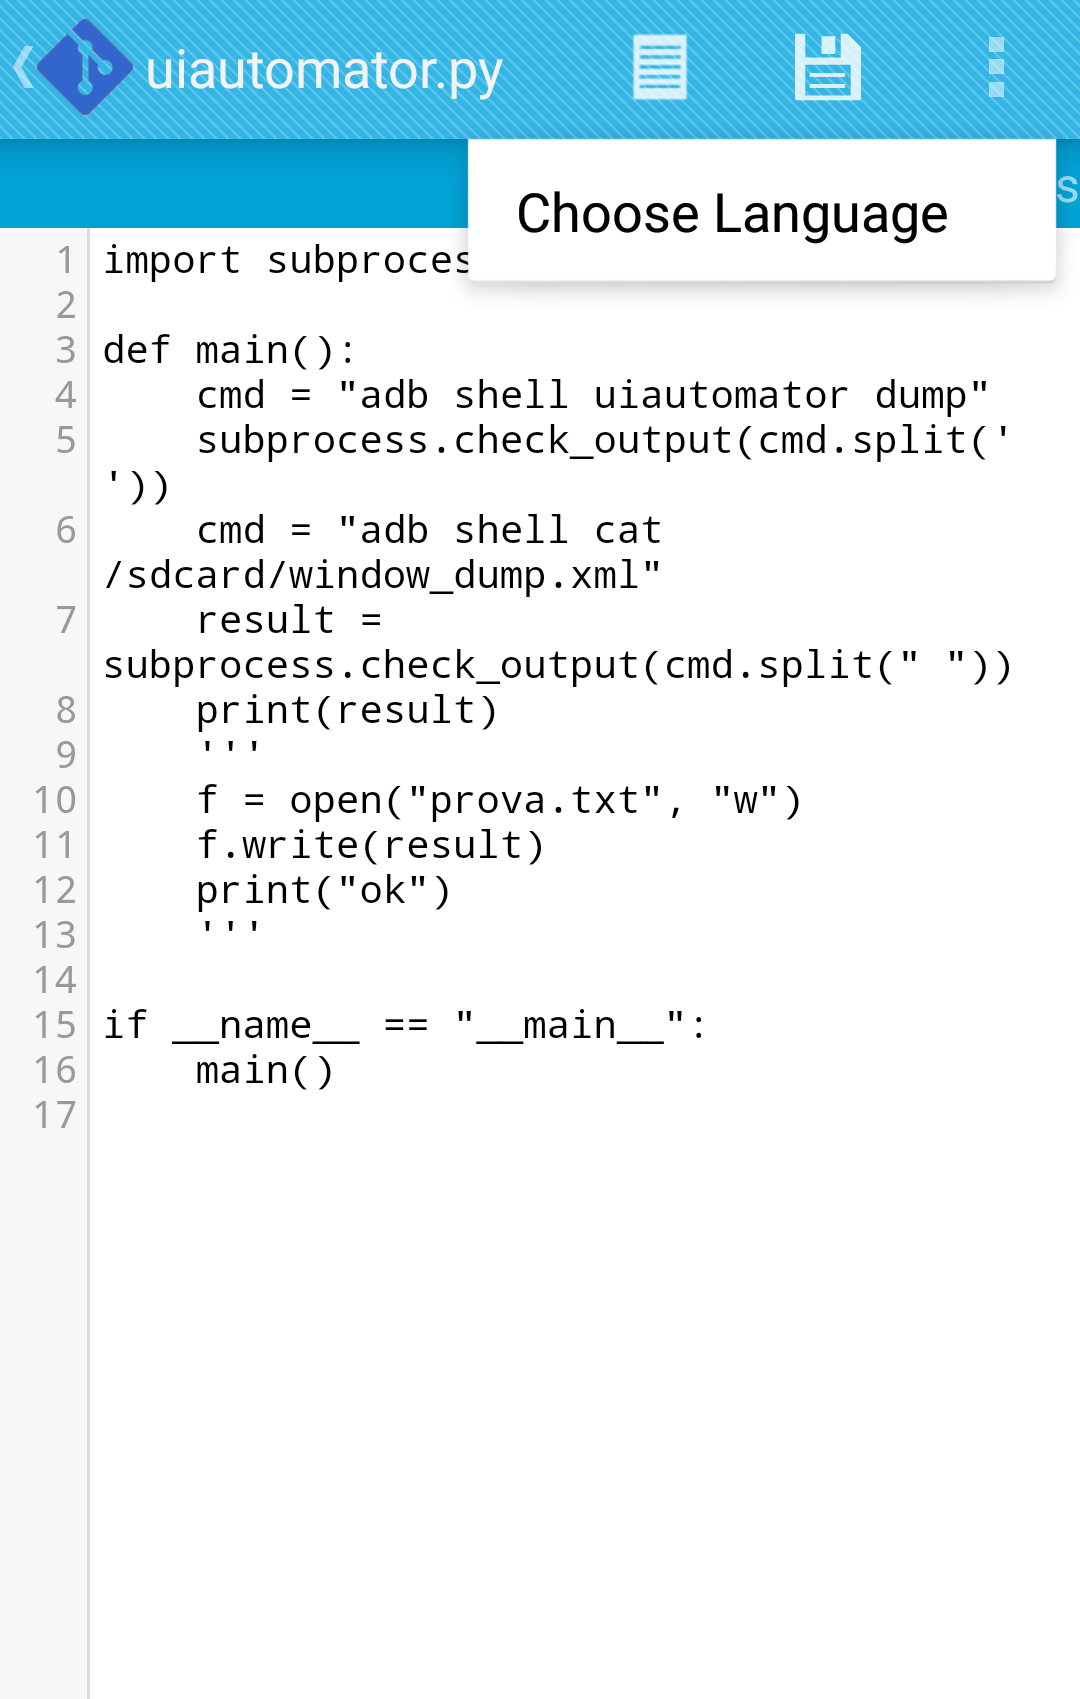 uiautomator.py
Choose Language
1 import
2
3 def main():
4     cmd = "adb shell uiautomator dump"
5     subprocess.check_output(cmd.split('
'))
6     cmd = "adb shell cat
/sdcard/window_dump.xml"
7     result =
subprocess.check_output(cmd.split(" "))
8     print(result)
9     '''
10     f = open("prova.txt", "w")
11     f.write(result)
12     print("ok")
13     '''
14
15 if __name__ == "__main__":
16     main()
17